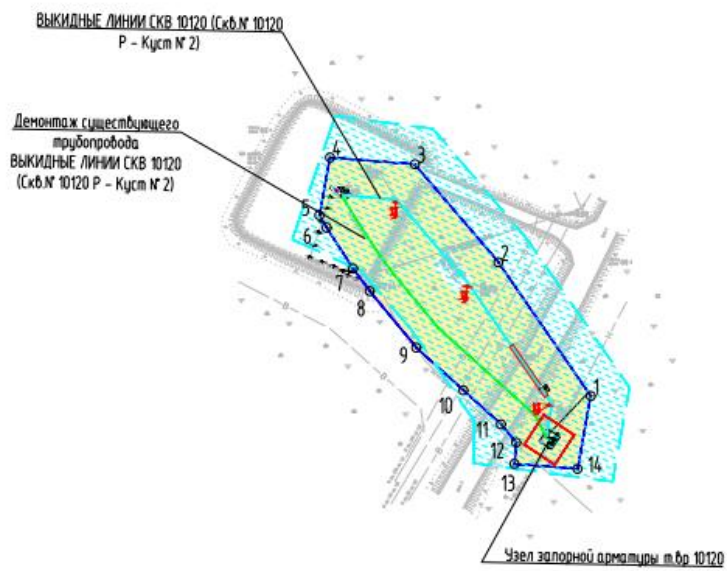 ВЫКИДНЫЕ ЛИНИИ СКВ 10120 (Скв.№ 10120
Р - Куст № 2)
Демонтаж существующего
трубопровода
ВЫКИДНЫЕ ЛИНИИ СКВ 10120
(Скв.№ 10120 Р - Куст № 2)
4
3
5
6
2
7
8
9
1
10
11
12
13
14
Узел запорной арматуры т.вр 10120